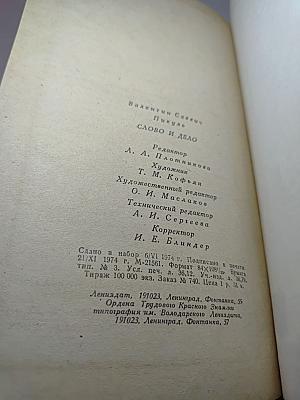 Валентин Саввич
Пикуль
СЛОВО И ДЕЛО
Редактор
Л. А. Плотникова
Художник
Т. М. Кофьян
Художественный редактор
О. И. Маслаков
Технический редактор
А. И. Сергеева
Корректор
И. Е. Блиндер
Сдано в набор 6/VI 1974 г. Подписано к печати
21/XI 1974 г. М-21561. Формат 84×108¹/₃₂. Бумага
тип. № 3. Усл. печ. л. 36,12. Уч.-изд. л.
Тираж 100 000 экз. Заказ № 740. Цена 1 р.
Лениздат, 191023, Ленинград, Фонтанка, 59
Ордена Трудового Красного Знамени
типография им. Володарского Лениздата,
191023, Ленинград, Фонтанка, 57